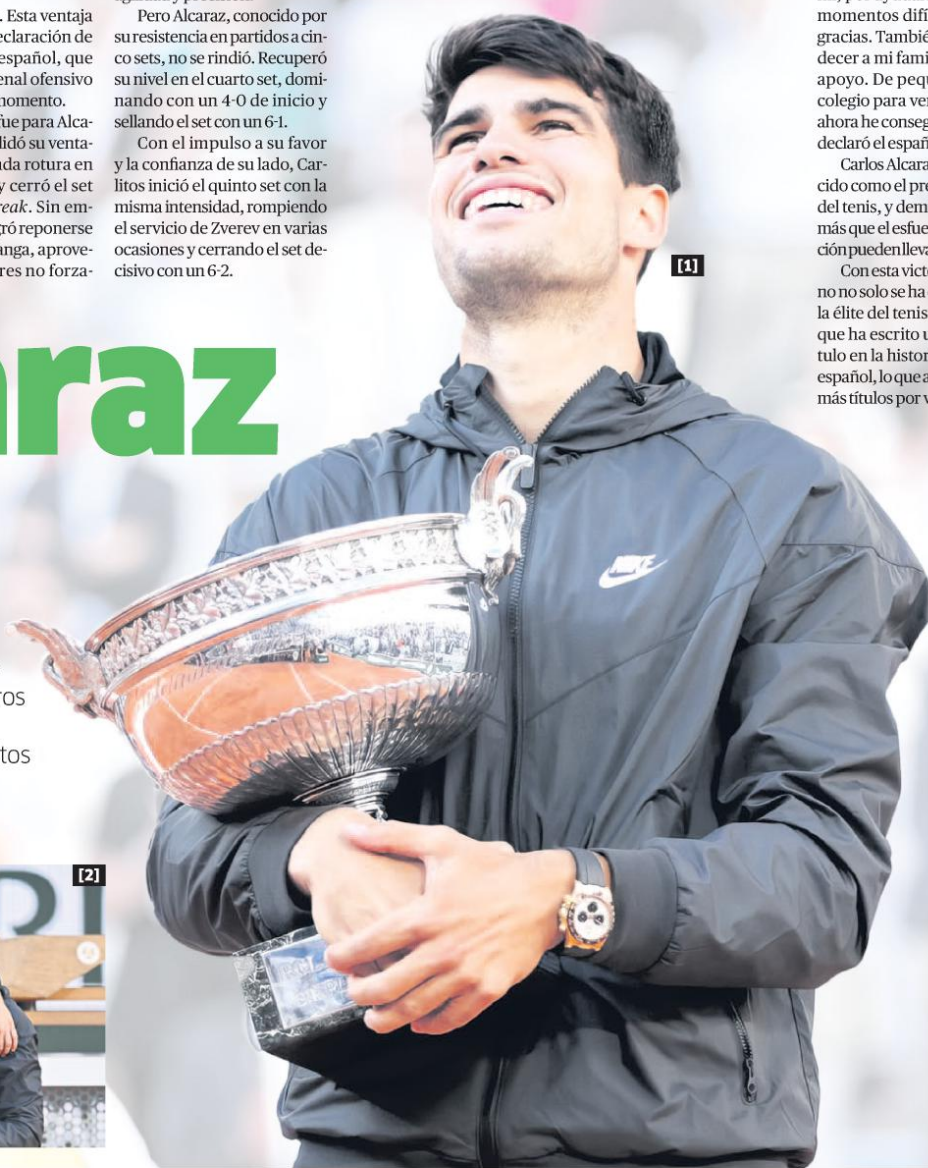 . Esta ventaja
eclaración de
español, que
enal ofensivo
nomento.
fue para Alca-
lidó su venta-
da rotura en
y cerró el set
reak. Sin em-
gró reponerse
anga, aprove-
res no forza-
Pero Alcaraz, conocido por
su resistencia en partidos a cin-
co sets, no se rindió. Recuperó
su nivel en el cuarto set, domi-
nando con un 4-0 de inicio y
sellando el set con un 6-1.
Con el impulso a su favor
y la confianza de su lado, Car-
litos inició el quinto set con la
misma intensidad, rompiendo
el servicio de Zverev en varias
ocasiones y cerrando el set de-
cisivo con un 6-2.
momentos difí
gracias. Tambié
decer a mi fami
apoyo. De pequ
colegio para ver
ahora he conseg
declaró el españ
Carlos Alcara
cido como el pre
del tenis, y dem
más que el esfue
ción pueden lleva
Con esta victo
no no solo se ha
la élite del tenis
que ha escrito u
tulo en la histor
español, lo que a
más títulos por v
[1]
araz
NIKE
ros
tos
[2]